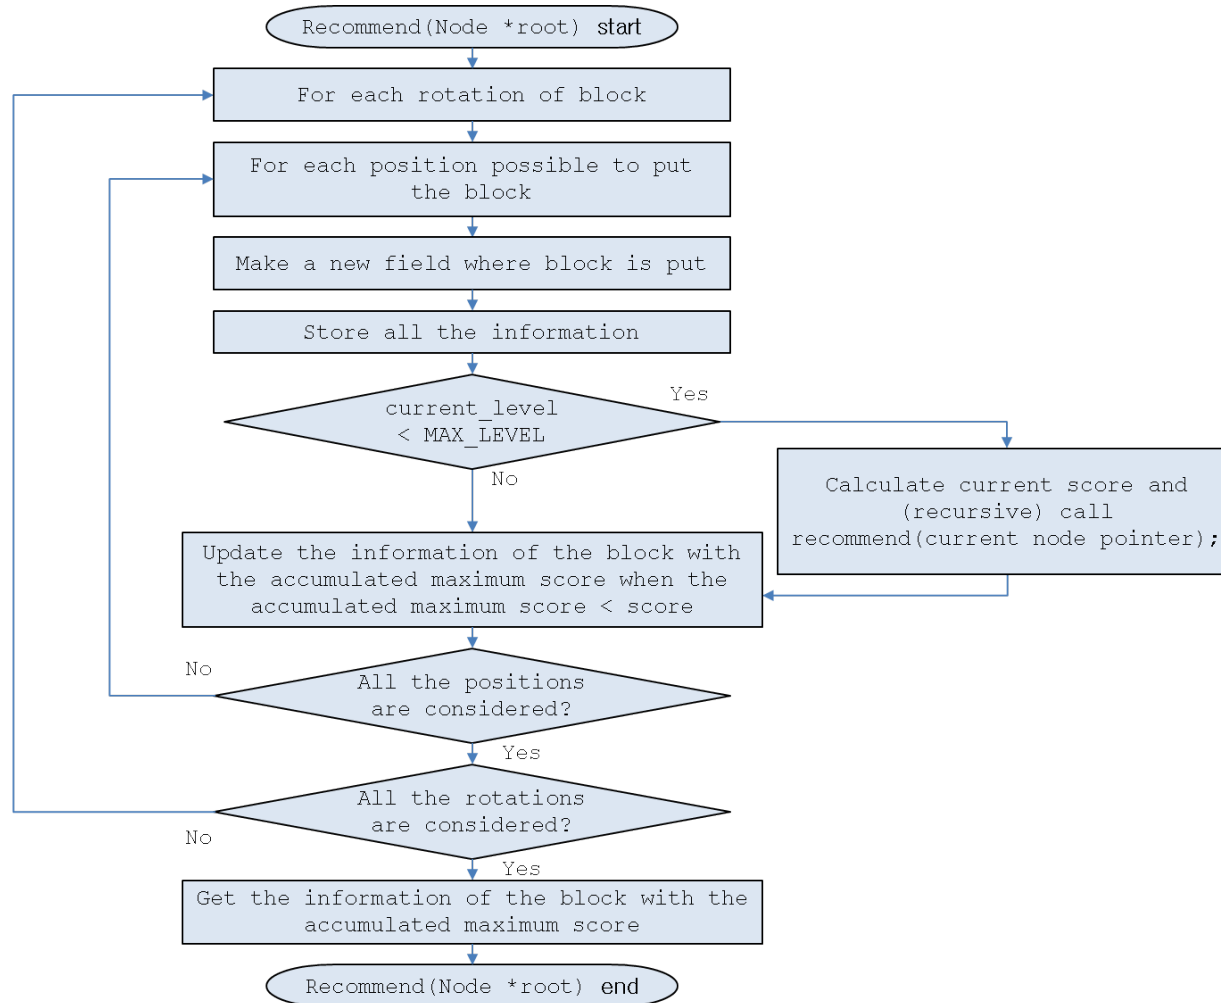 Recommend(Node *root) start
For each rotation of block
For each position possible to put
the block
Make a new field where block is put
Store all the information
current_level
< MAX_LEVEL
Yes
No
Calculate current score and
(recursive) call
recommend(current node pointer);
Update the information of the block with
the accumulated maximum score when the
accumulated maximum score < score
No
All the positions
are considered?
Yes
All the rotations
are considered?
No
Yes
Get the information of the block with the
accumulated maximum score
Recommend(Node *root) end